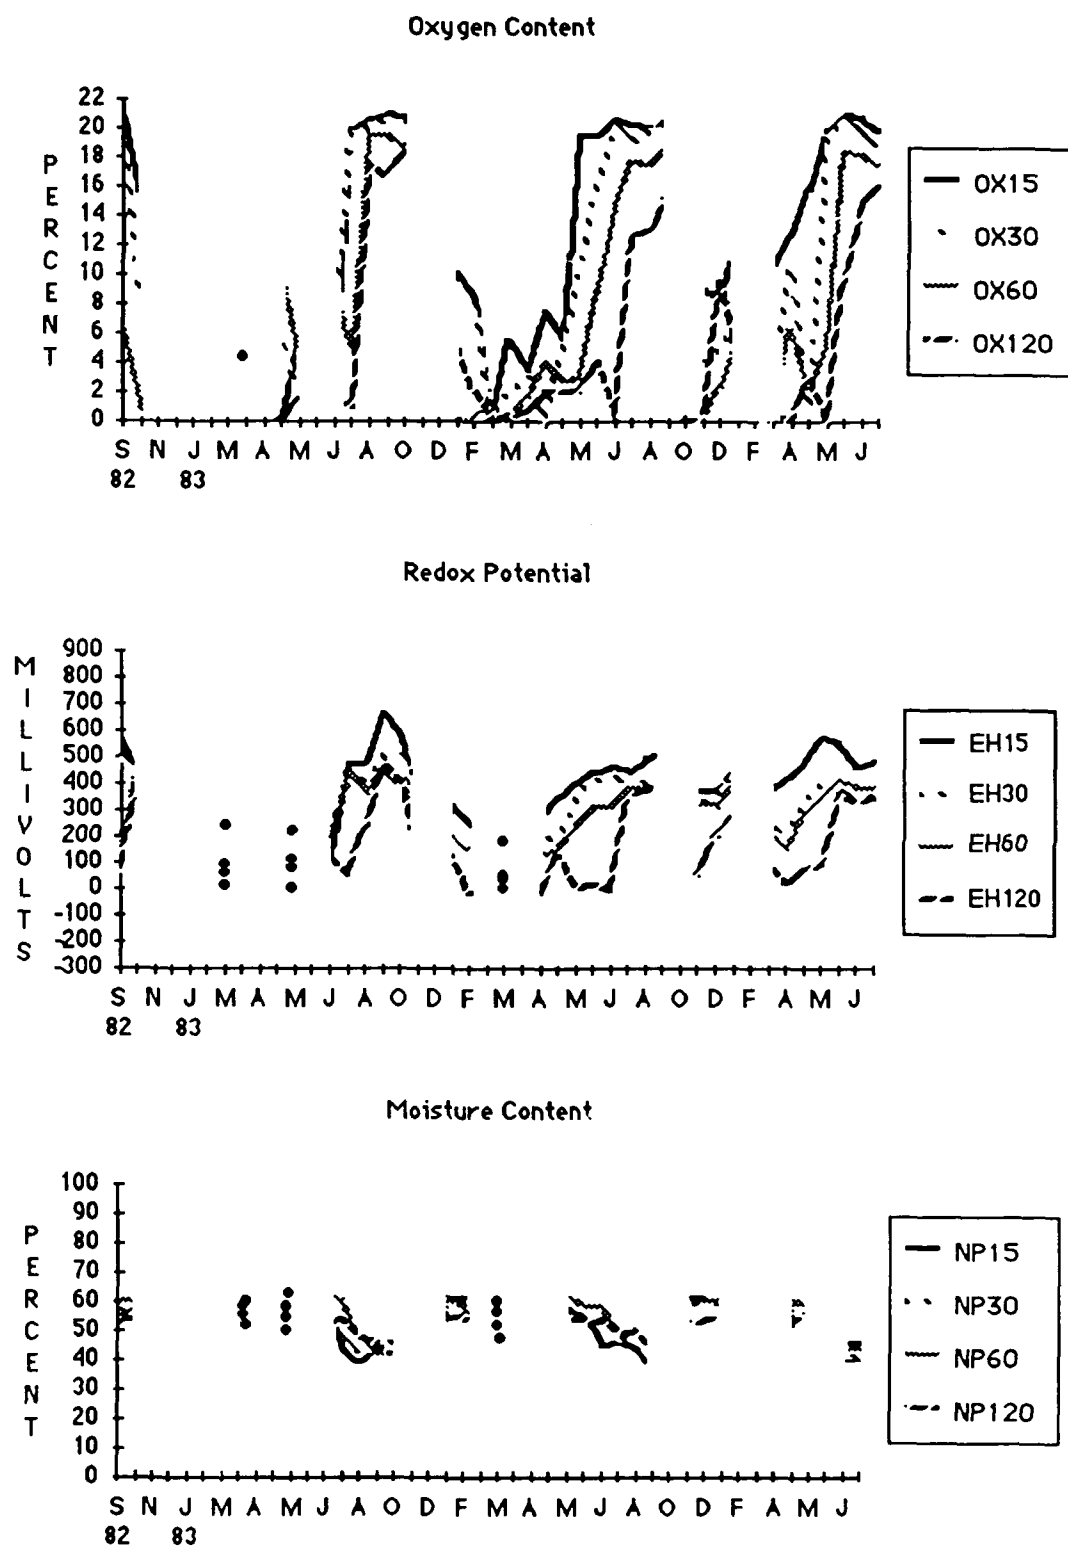 Oxygen Content
PERCENT
22
20
18
16
14
12
10
8
6
4
2
0
S N J M A M J A O D F M A M J A O D F A M J
82 83
OX15
OX30
OX60
OX120
Redox Potential
MILLIVOLTS
900
800
700
600
500
400
300
200
100
0
-100
-200
-300
S N J M A M J A O D F M A M J A O D F A M J
82 83
EH15
EH30
EH60
EH120
Moisture Content
PERCENT
100
90
80
70
60
50
40
30
20
10
0
S N J M A M J A O D F M A M J A O D F A M J
82 83
NP15
NP30
NP60
NP120